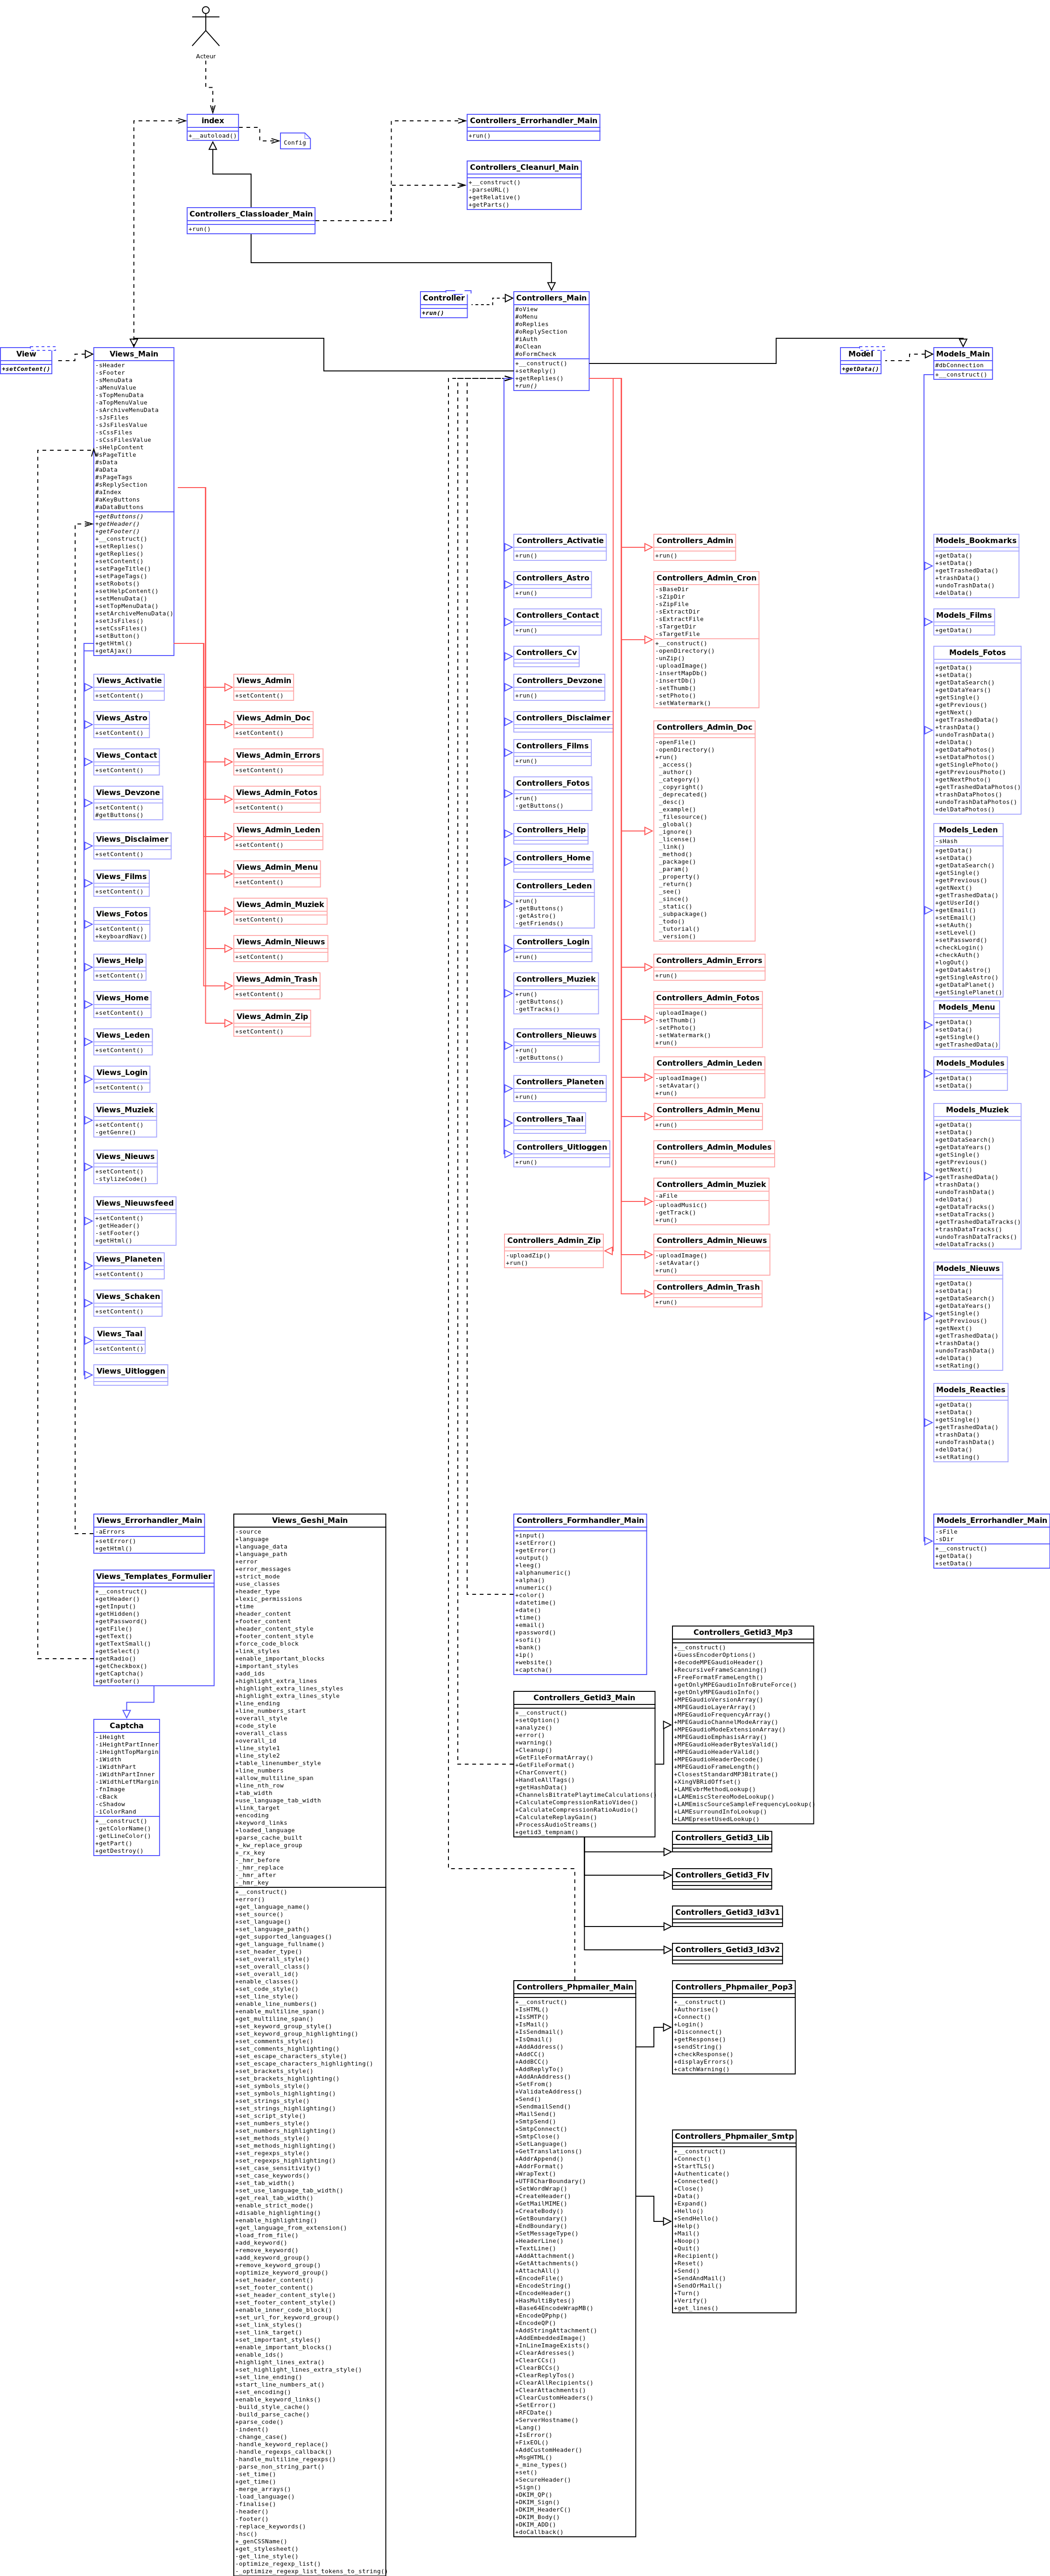 Acteur
index
+__autoload()
Config
Controllers_Errorhandler_Main
+run()
Controllers_Cleanurl_Main
+__construct()
-parseURL()
+getRelative()
+getParts()
Controllers_Classloader_Main
+run()
Controller
+run()
Controllers_Main
#oView
#oMenu
#oReplies
#oReplySection
#iAuth
#oClean
#oFormCheck
+__construct()
+setReply()
+getReplies()
+run()
View
+setContent()
Views_Main
-sHeader
-sFooter
-sMenuData
-aMenuValue
-sTopMenuData
-aTopMenuValue
-sArchiveMenuData
-sJsFiles
-sJsFilesValue
-sCssFiles
-sCssFilesValue
-sHelpContent
#sPageTitle
#sData
#aData
#sPageTags
#sReplySection
#aIndex
#aKeyButtons
#aDataButtons
+getButtons()
+getHeader()
+getFooter()
+__construct()
+setReplies()
+getReplies()
+setContent()
+setPageTitle()
+setPageTags()
+setRobots()
+setHelpContent()
+setMenuData()
+setTopMenuData()
+setArchiveMenuData()
+setJsFiles()
+setCssFiles()
+setButton()
+getHtml()
+getAjax()
Model
+getData()
Models_Main
#dbConnection
+__construct()
Views_Activatie
+setContent()
Views_Astro
+setContent()
Views_Contact
+setContent()
Views_Devzone
+setContent()
#getButtons()
Views_Disclaimer
+setContent()
Views_Films
+setContent()
Views_Fotos
+setContent()
+keyboardNav()
Views_Help
+setContent()
Views_Home
+setContent()
Views_Leden
+setContent()
Views_Login
+setContent()
Views_Muziek
+setContent()
-getGenre()
Views_Nieuws
+setContent()
-stylizeCode()
Views_Nieuwsfeed
+setContent()
-getHeader()
-setFooter()
+getHtml()
Views_Planeten
+setContent()
Views_Schaken
+setContent()
Views_Taal
+setContent()
Views_Uitloggen
Views_Admin
+setContent()
Views_Admin_Doc
+setContent()
Views_Admin_Errors
+setContent()
Views_Admin_Fotos
+setContent()
Views_Admin_Leden
+setContent()
Views_Admin_Menu
+setContent()
Views_Admin_Muziek
+setContent()
Views_Admin_Nieuws
+setContent()
Views_Admin_Trash
+setContent()
Views_Admin_Zip
+setContent()
Controllers_Activatie
+run()
Controllers_Astro
+run()
Controllers_Contact
+run()
Controllers_Cv
Controllers_Devzone
+run()
Controllers_Disclaimer
Controllers_Films
+run()
Controllers_Fotos
+run()
-getButtons()
Controllers_Help
Controllers_Home
Controllers_Leden
+run()
-getButtons()
-getAstro()
-getFriends()
Controllers_Login
+run()
Controllers_Muziek
+run()
-getButtons()
-getTracks()
Controllers_Nieuws
+run()
-getButtons()
Controllers_Planeten
+run()
Controllers_Taal
Controllers_Uitloggen
+run()
Controllers_Admin_Zip
-uploadZip()
+run()
Controllers_Admin
+run()
Controllers_Admin_Cron
-sBaseDir
-sZipDir
-sZipFile
-sExtractDir
-sExtractFile
-sTargetDir
-sTargetFile
+__construct()
-openDirectory()
-unZip()
-uploadImage()
-insertMapDb()
-insertDb()
-setThumb()
-setPhoto()
-setWatermark()
Controllers_Admin_Doc
-openFile()
-openDirectory()
+run()
_access()
_author()
_category()
_copyright()
_deprecated()
_desc()
_example()
_filesource()
_global()
_ignore()
_license()
_link()
_method()
_package()
_param()
_property()
_return()
_see()
_since()
_static()
_subpackage()
_todo()
_tutorial()
_version()
Controllers_Admin_Errors
+run()
Controllers_Admin_Fotos
-uploadImage()
-setThumb()
-setPhoto()
-setWatermark()
+run()
Controllers_Admin_Leden
-uploadImage()
-setAvatar()
+run()
Controllers_Admin_Menu
+run()
Controllers_Admin_Modules
+run()
Controllers_Admin_Muziek
-aFile
-uploadMusic()
-getTrack()
+run()
Controllers_Admin_Nieuws
-uploadImage()
-setAvatar()
+run()
Controllers_Admin_Trash
+run()
Models_Bookmarks
+getData()
+setData()
+getTrashedData()
+trashData()
+undoTrashData()
+delData()
Models_Films
+getData()
Models_Fotos
+getData()
+setData()
+getDataSearch()
+getDataYears()
+getSingle()
+getPrevious()
+getNext()
+getTrashedData()
+trashData()
+undoTrashData()
+delData()
+getDataPhotos()
+setDataPhotos()
+getSinglePhoto()
+getPreviousPhoto()
+getNextPhoto()
+getTrashedDataPhotos()
+trashDataPhotos()
+undoTrashDataPhotos()
+delDataPhotos()
Models_Leden
-sHash
+getData()
+setData()
+getDataSearch()
+getSingle()
+getPrevious()
+getNext()
+getTrashedData()
+getUserId()
+getEmail()
+setEmail()
+setAuth()
+setLevel()
+setPassword()
+checkLogin()
+checkAuth()
+logOut()
+getDataAstro()
+getSingleAstro()
+getDataPlanet()
+getSinglePlanet()
Models_Menu
+getData()
+setData()
+getSingle()
+getTrashedData()
Models_Modules
+getData()
+setData()
Models_Muziek
+getData()
+setData()
+getDataSearch()
+getDataYears()
+getSingle()
+getPrevious()
+getNext()
+getTrashedData()
+trashData()
+undoTrashData()
+delData()
+getDataTracks()
+setDataTracks()
+getTrashedDataTracks()
+trashDataTracks()
+undoTrashDataTracks()
+delDataTracks()
Models_Nieuws
+getData()
+setData()
+getDataSearch()
+getDataYears()
+getSingle()
+getPrevious()
+getNext()
+getTrashedData()
+trashData()
+undoTrashData()
+delData()
+setRating()
Models_Reacties
+getData()
+setData()
+getSingle()
+getTrashedData()
+trashData()
+undoTrashData()
+delData()
+setRating()
Models_Errorhandler_Main
-sFile
-sDir
+__construct()
+getData()
+setData()
Views_Errorhandler_Main
-aErrors
+setError()
+getHtml()
Views_Templates_Formulier
+__construct()
+getHeader()
+getInput()
+getHidden()
+getPassword()
+getFile()
+getText()
+getTextSmall()
+getSelect()
+getRadio()
+getCheckbox()
+getCaptcha()
+getFooter()
Captcha
-iHeight
-iHeightPartInner
-iHeightTopMargin
-iWidth
-iWidthPart
-iWidthPartInner
-iWidthLeftMargin
-fnImage
-cBack
-cShadow
-iColorRand
+__construct()
-getColorName()
-getLineColor()
+getPart()
+getDestroy()
Views_Geshi_Main
-source
+language
+language_data
+language_path
+error
+error_messages
+strict_mode
+use_classes
+header_type
+lexic_permissions
+time
+header_content
+footer_content
+header_content_style
+footer_content_style
+force_code_block
+link_styles
+enable_important_blocks
+important_styles
+add_ids
+highlight_extra_lines
+highlight_extra_lines_styles
+highlight_extra_lines_style
+line_ending
+line_numbers_start
+overall_style
+code_style
+overall_class
+overall_id
+line_style1
+line_style2
+table_linenumber_style
+line_numbers
+allow_multiline_span
+line_nth_row
+tab_width
+use_language_tab_width
+link_target
+encoding
+keyword_links
+loaded_language
+parse_cache_built
+_kw_replace_group
+_rx_key
-_hmr_before
-_hmr_replace
-_hmr_after
-_hmr_key
+__construct()
+error()
+get_language_name()
+set_source()
+set_language()
+set_language_path()
+get_supported_languages()
+get_language_fullname()
+set_header_type()
+set_overall_style()
+set_overall_class()
+set_overall_id()
+enable_classes()
+set_code_style()
+set_line_style()
+enable_line_numbers()
+enable_multiline_span()
+get_multiline_span()
+set_keyword_group_style()
+set_keyword_group_highlighting()
+set_comments_style()
+set_comments_highlighting()
+set_escape_characters_style()
+set_escape_characters_highlighting()
+set_brackets_style()
+set_brackets_highlighting()
+set_symbols_style()
+set_symbols_highlighting()
+set_strings_style()
+set_strings_highlighting()
+set_script_style()
+set_numbers_style()
+set_numbers_highlighting()
+set_methods_style()
+set_methods_highlighting()
+set_regexps_style()
+set_regexps_highlighting()
+set_case_sensitivity()
+set_case_keywords()
+set_tab_width()
+set_use_language_tab_width()
+get_real_tab_width()
+enable_strict_mode()
+disable_highlighting()
+enable_highlighting()
+get_language_from_extension()
+load_from_file()
+add_keyword()
+remove_keyword()
+add_keyword_group()
+remove_keyword_group()
+optimize_keyword_group()
+set_header_content()
+set_footer_content()
+set_header_content_style()
+set_footer_content_style()
+enable_inner_code_block()
+set_url_for_keyword_group()
+set_link_styles()
+set_link_target()
+set_important_styles()
+enable_important_blocks()
+enable_ids()
+highlight_lines_extra()
+set_highlight_lines_extra_style()
+set_line_ending()
+start_line_numbers_at()
+set_encoding()
+enable_keyword_links()
-build_style_cache()
-build_parse_cache()
+parse_code()
-indent()
-change_case()
-handle_keyword_replace()
-handle_regexps_callback()
-handle_multiline_regexps()
-parse_non_string_part()
-set_time()
+get_time()
-merge_arrays()
-load_language()
-finalise()
-header()
-footer()
-replace_keywords()
-hsc()
+_genCSSName()
+get_stylesheet()
-get_line_style()
-optimize_regexp_list()
-_optimize_regexp_list_tokens_to_string()
Controllers_Formhandler_Main
+input()
+setError()
+getError()
+output()
+leeg()
+alphanumeric()
+alpha()
+numeric()
+color()
+datetime()
+date()
+time()
+email()
+password()
+sofi()
+bank()
+ip()
+website()
+captcha()
Controllers_Getid3_Main
+__construct()
+setOption()
+analyze()
+error()
+warning()
+Cleanup()
+GetFileFormatArray()
+GetFileFormat()
+CharConvert()
+HandleAllTags()
+getHashData()
+ChannelsBitratePlaytimeCalculations()
+CalculateCompressionRatioVideo()
+CalculateCompressionRatioAudio()
+CalculateReplayGain()
+ProcessAudioStreams()
+getid3_tempnam()
Controllers_Getid3_Mp3
+__construct()
+GuessEncoderOptions()
+decodeMPEGaudioHeader()
+RecursiveFrameScanning()
+FreeFormatFrameLength()
+getOnlyMPEGaudioInfoBruteForce()
+getOnlyMPEGaudioInfo()
+MPEGaudioVersionArray()
+MPEGaudioLayerArray()
+MPEGaudioFrequencyArray()
+MPEGaudioChannelModeArray()
+MPEGaudioModeExtensionArray()
+MPEGaudioEmphasisArray()
+MPEGaudioHeaderBytesValid()
+MPEGaudioHeaderValid()
+MPEGaudioHeaderDecode()
+MPEGaudioFrameLength()
+ClosestStandardMP3Bitrate()
+XingVBRidOffset()
+LAMEvbrMethodLookup()
+LAMEmiscStereoModeLookup()
+LAMEmiscSourceSampleFrequencyLookup()
+LAMEsurroundInfoLookup()
+LAMEpresetUsedLookup()
Controllers_Getid3_Lib
Controllers_Getid3_Flv
Controllers_Getid3_Id3v1
Controllers_Getid3_Id3v2
Controllers_Phpmailer_Main
+__construct()
+IsHTML()
+IsSMTP()
+IsMail()
+IsSendmail()
+IsQmail()
+AddAddress()
+AddCC()
+AddBCC()
+AddReplyTo()
+AddAnAddress()
+SetFrom()
+ValidateAddress()
+Send()
+SendmailSend()
+MailSend()
+SmtpSend()
+SmtpConnect()
+SmtpClose()
+SetLanguage()
+GetTranslations()
+AddrAppend()
+AddrFormat()
+WrapText()
+UTF8CharBoundary()
+SetWordWrap()
+CreateHeader()
+GetMailMIME()
+CreateBody()
+GetBoundary()
+EndBoundary()
+SetMessageType()
+HeaderLine()
+TextLine()
+AddAttachment()
+GetAttachments()
+AttachAll()
+EncodeFile()
+EncodeString()
+EncodeHeader()
+HasMultiBytes()
+Base64EncodeWrapMB()
+EncodeQPphp()
+EncodeQP()
+AddStringAttachment()
+AddEmbeddedImage()
+InLineImageExists()
+ClearAdresses()
+ClearCCs()
+ClearBCCs()
+ClearReplyTos()
+ClearAllRecipients()
+ClearAttachments()
+ClearCustomHeaders()
+SetError()
+RFCDate()
+ServerHostname()
+Lang()
+IsError()
+FixEOL()
+AddCustomHeader()
+MsgHTML()
+_mine_types()
+set()
+SecureHeader()
+Sign()
+DKIM_QP()
+DKIM_Sign()
+DKIM_HeaderC()
+DKIM_Body()
+DKIM_ADD()
+doCallback()
Controllers_Phpmailer_Pop3
+__construct()
+Authorise()
+Connect()
+Login()
+Disconnect()
+getResponse()
+sendString()
+checkResponse()
+displayErrors()
+catchWarning()
Controllers_Phpmailer_Smtp
+__construct()
+Connect()
+StartTLS()
+Authenticate()
+Connected()
+Close()
+Data()
+Expand()
+Hello()
+SendHello()
+Help()
+Mail()
+Noop()
+Quit()
+Recipient()
+Reset()
+Send()
+SendAndMail()
+SendOrMail()
+Turn()
+Verify()
+get_lines()